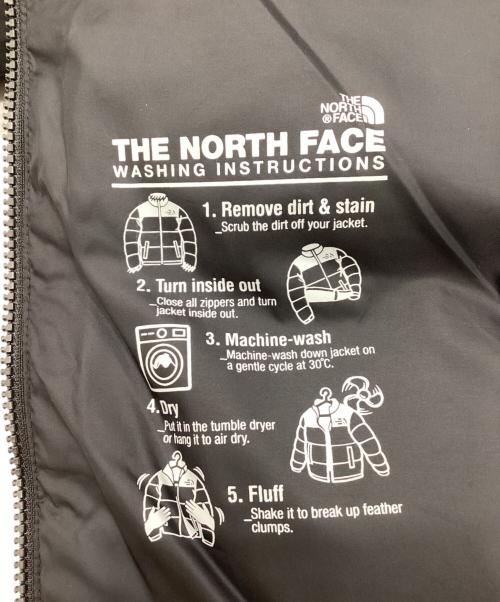 THE
NORTH
®FACE
THE NORTH FACE
WASHING INSTRUCTIONS
1. Remove dirt & stain
_Scrub the dirt off your jacket.
2. Turn inside out
_Close all zippers and turn
jacket inside out.
3. Machine-wash
_Machine-wash down jacket on
a gentle cycle at 30℃.
4.Dry
_Put it in the tumble dryer
or hang it to air dry.
5. Fluff
_Shake it to break up feather
clumps.